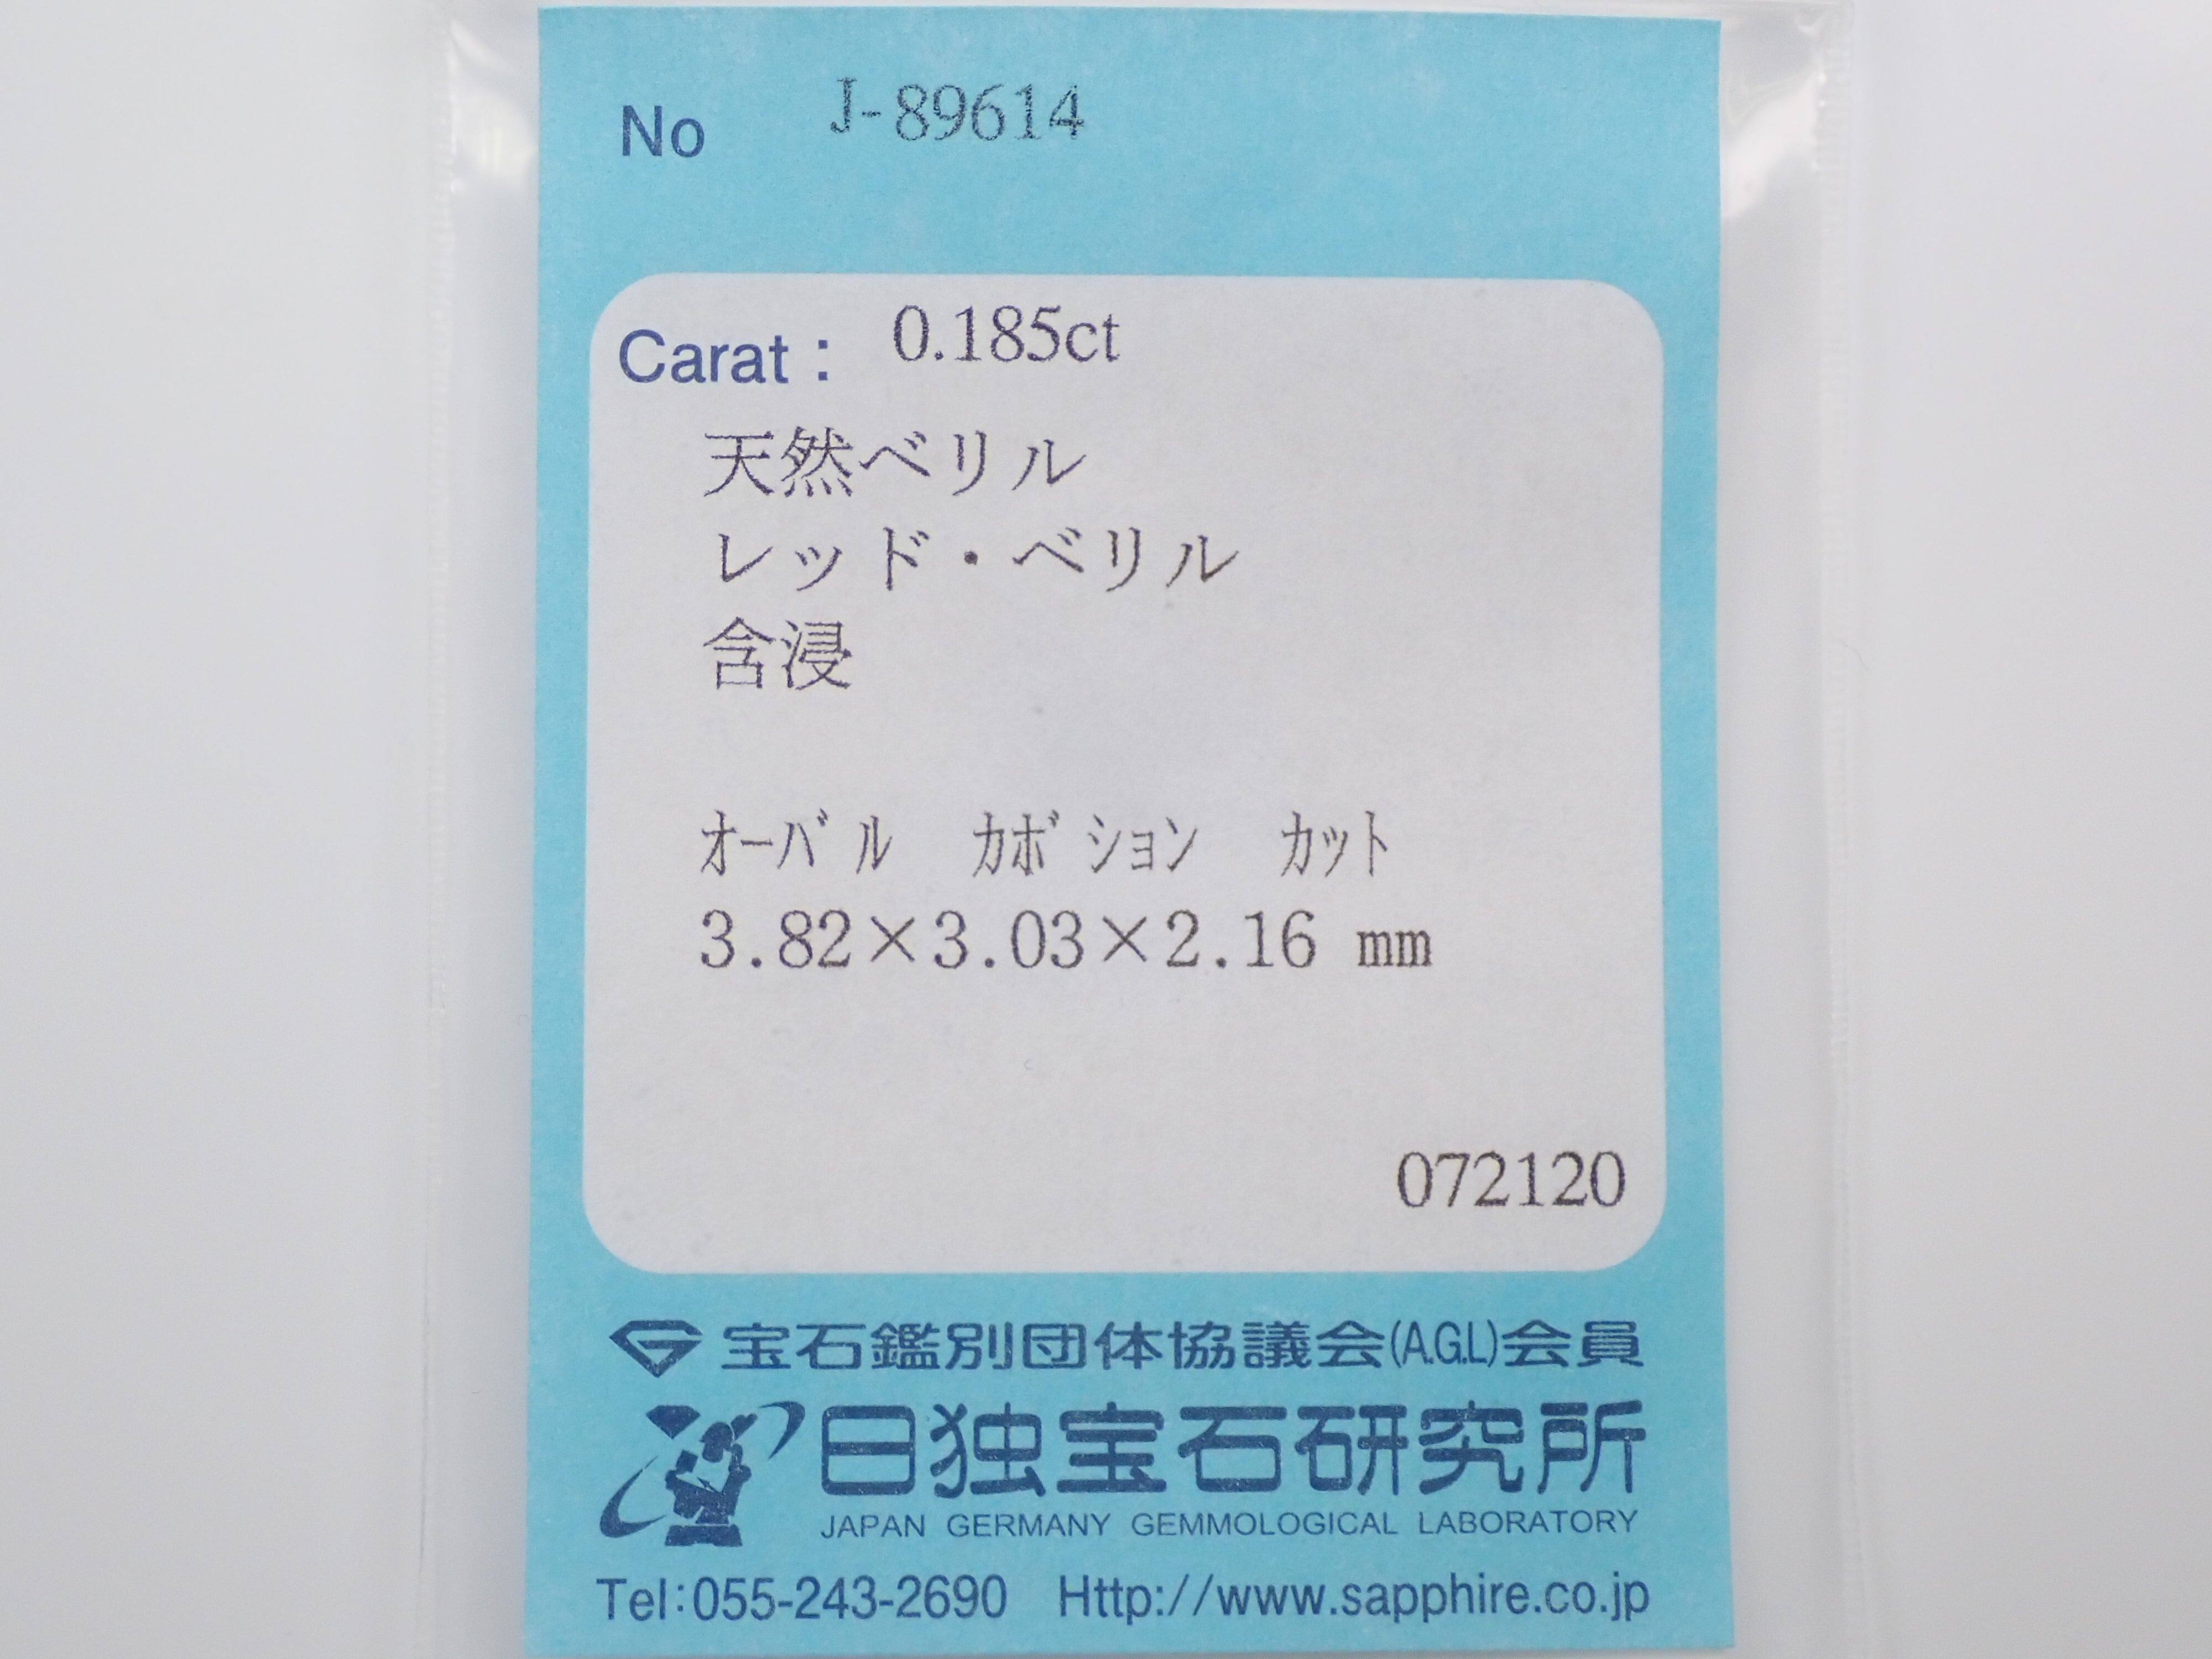 No J-89614
Carat : 0.185ct
天然ベリル
レッド・ベリル
含浸
ｵｰﾊﾞﾙ ｶﾎﾞｼｮﾝ ｶｯﾄ
3.82×3.03×2.16 mm
072120
宝石鑑別団体協議会(A.G.L)会員
日独宝石研究所
JAPAN GERMANY GEMMOLOGICAL LABORATORY
Tel:055-243-2690 Http://www.sapphire.co.jp